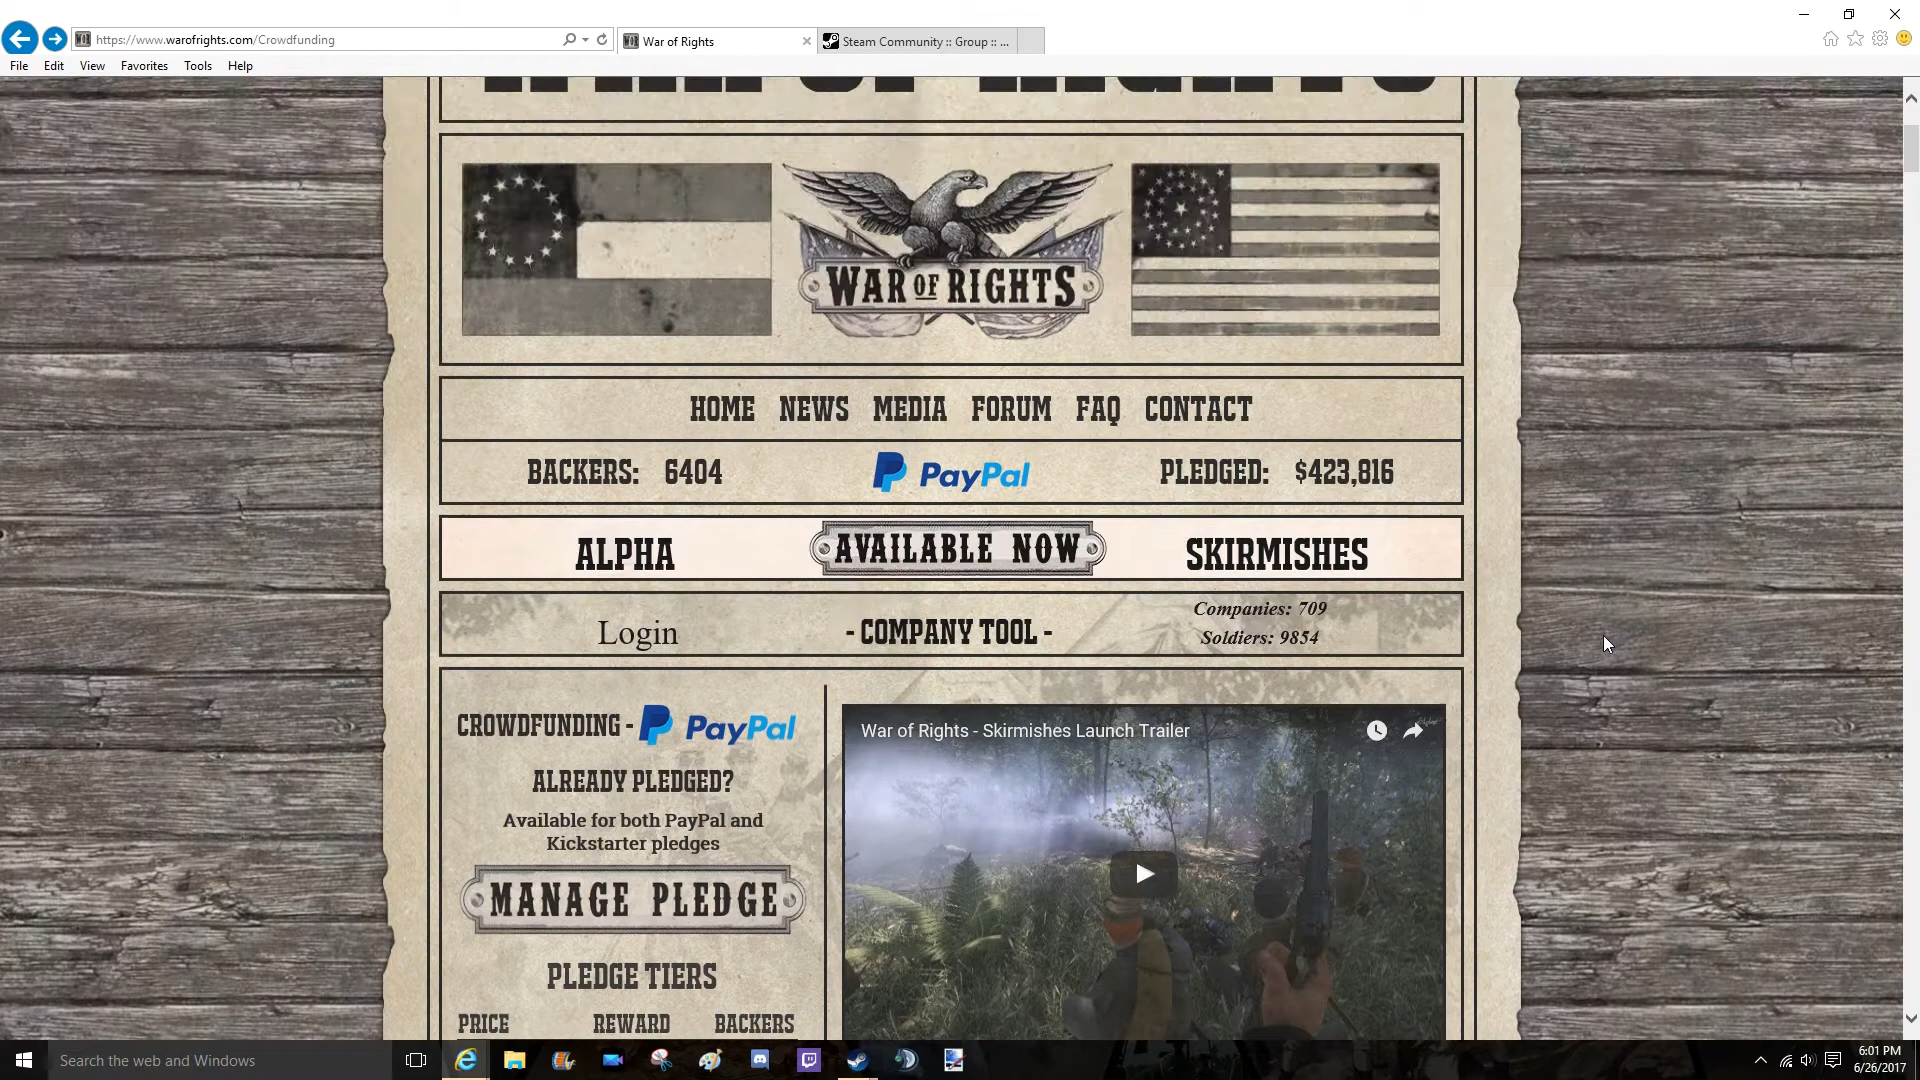 https://www.warofrights.com/Crowdfunding
War of Rights
Steam Community :: Group :: ...
File Edit View Favorites Tools Help
WAR OF RIGHTS
HOME NEWS MEDIA FORUM FAQ CONTACT
BACKERS: 6404 PayPal PLEDGED: $423,816
ALPHA AVAILABLE NOW SKIRMISHES
Companies: 709
Login - COMPANY TOOL - Soldiers: 9854
CROWDFUNDING - PayPal
ALREADY PLEDGED?
Available for both PayPal and
Kickstarter pledges
MANAGE PLEDGE
PLEDGE TIERS
PRICE REWARD BACKERS
War of Rights - Skirmishes Launch Trailer
Search the web and Windows
6:01 PM
6/26/2017